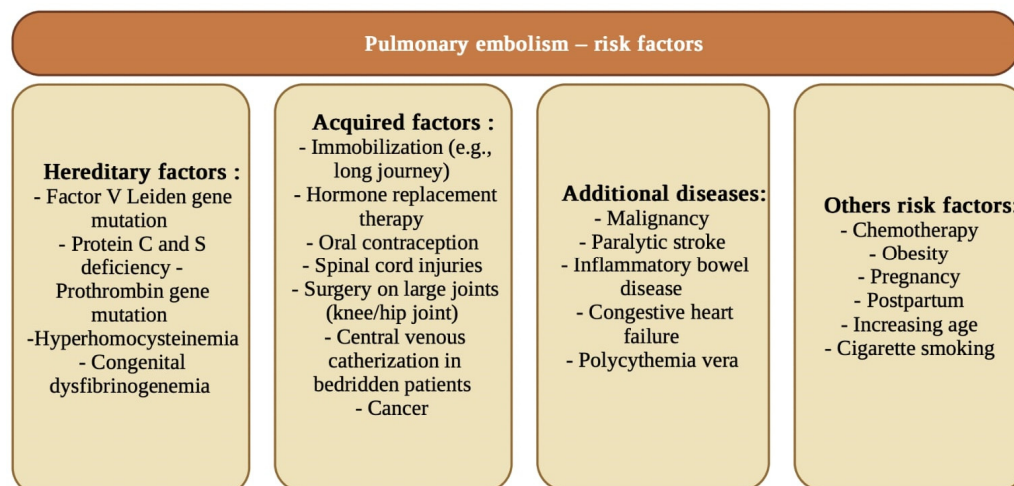 Pulmonary embolism – risk factors
Hereditary factors :
- Factor V Leiden gene
mutation
- Protein C and S
deficiency -
Prothrombin gene
mutation
-Hyperhomocysteinemia
- Congenital
dysfibrinogenemia
Acquired factors :
- Immobilization (e.g.,
long journey)
- Hormone replacement
therapy
- Oral contraception
- Spinal cord injuries
- Surgery on large joints
(knee/hip joint)
- Central venous
catherization in
bedridden patients
- Cancer
Additional diseases:
- Malignancy
- Paralytic stroke
- Inflammatory bowel
disease
- Congestive heart
failure
- Polycythemia vera
Others risk factors:
- Chemotherapy
- Obesity
- Pregnancy
- Postpartum
- Increasing age
- Cigarette smoking